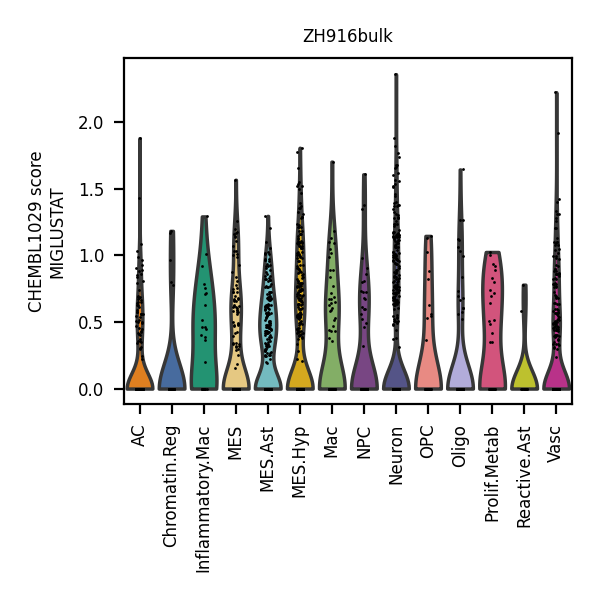 ZH916bulk
CHEMBL1029 score
MIGLUSTAT
2.0
1.5
1.0
0.5
0.0
AC
Chromatin.Reg
Inflammatory.Mac
MES
MES.Ast
MES.Hyp
Mac
NPC
Neuron
OPC
Oligo
Prolif.Metab
Reactive.Ast
Vasc